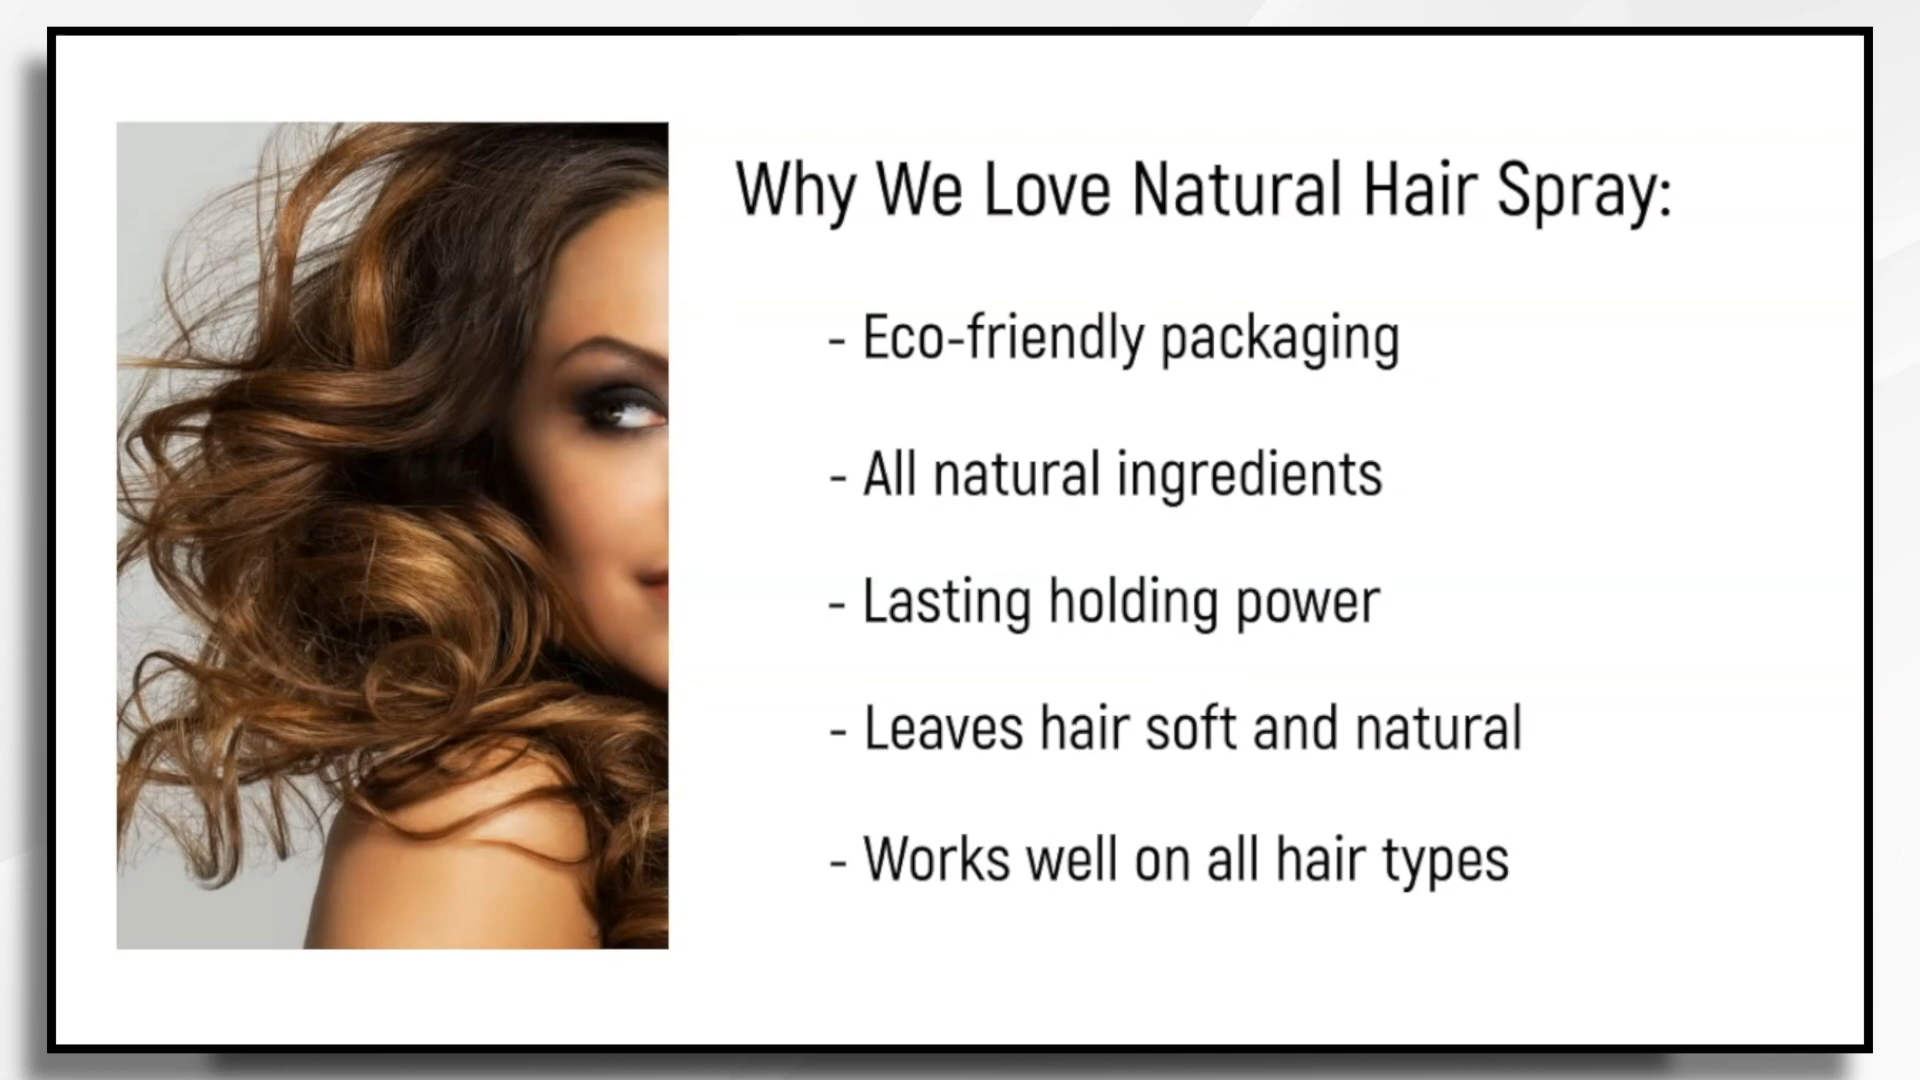 Why We Love Natural Hair Spray:
- Eco-friendly packaging
- All natural ingredients
- Lasting holding power
- Leaves hair soft and natural
- Works well on all hair types